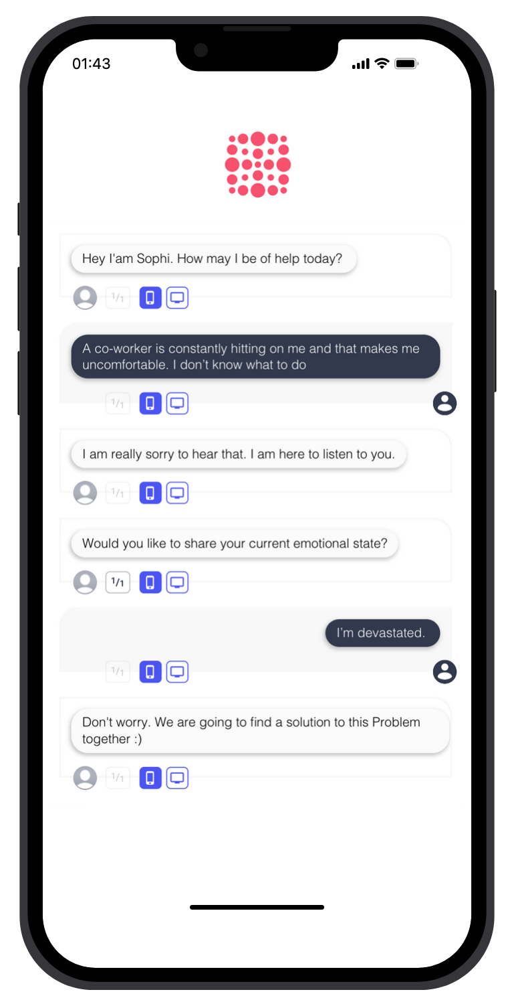 01:43
Hey I'am Sophi. How may I be of help today?
1/1
A co-worker is constantly hitting on me and that makes me
uncomfortable. I don't know what to do
1/1
I am really sorry to hear that. I am here to listen to you.
1/1
Would you like to share your current emotional state?
1/1
I'm devastated.
1/1
Don't worry. We are going to find a solution to this Problem
together :)
1/1